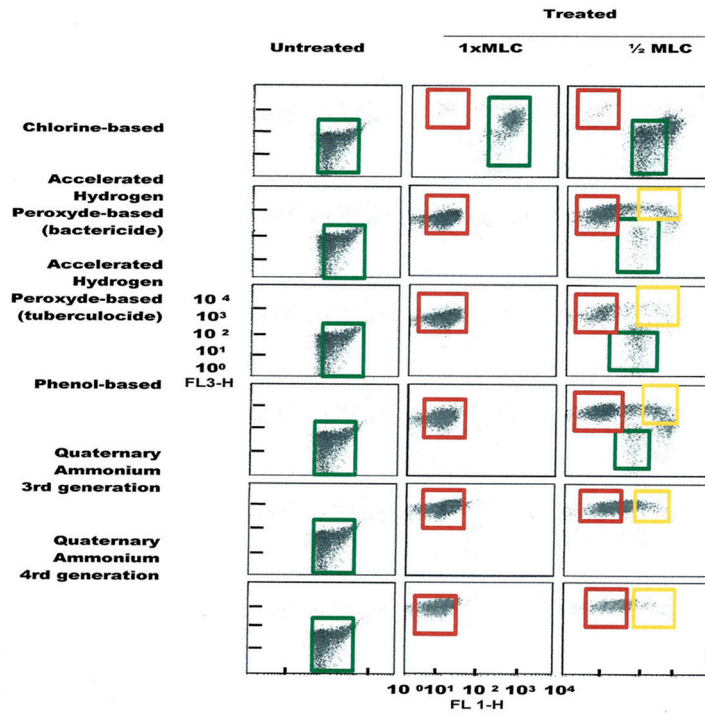 Treated
Untreated
1xMLC
½ MLC
Chlorine-based
Accelerated
Hydrogen
Peroxyde-based
(bactericide)
Accelerated
Hydrogen
Peroxyde-based
(tuberculocide)
10 4
10³
10 2
10¹
10⁰
FL3-H
Phenol-based
Quaternary
Ammonium
3rd generation
Quaternary
Ammonium
4rd generation
10 ⁰10¹ 10 ² 10³ 10⁴
FL 1-H